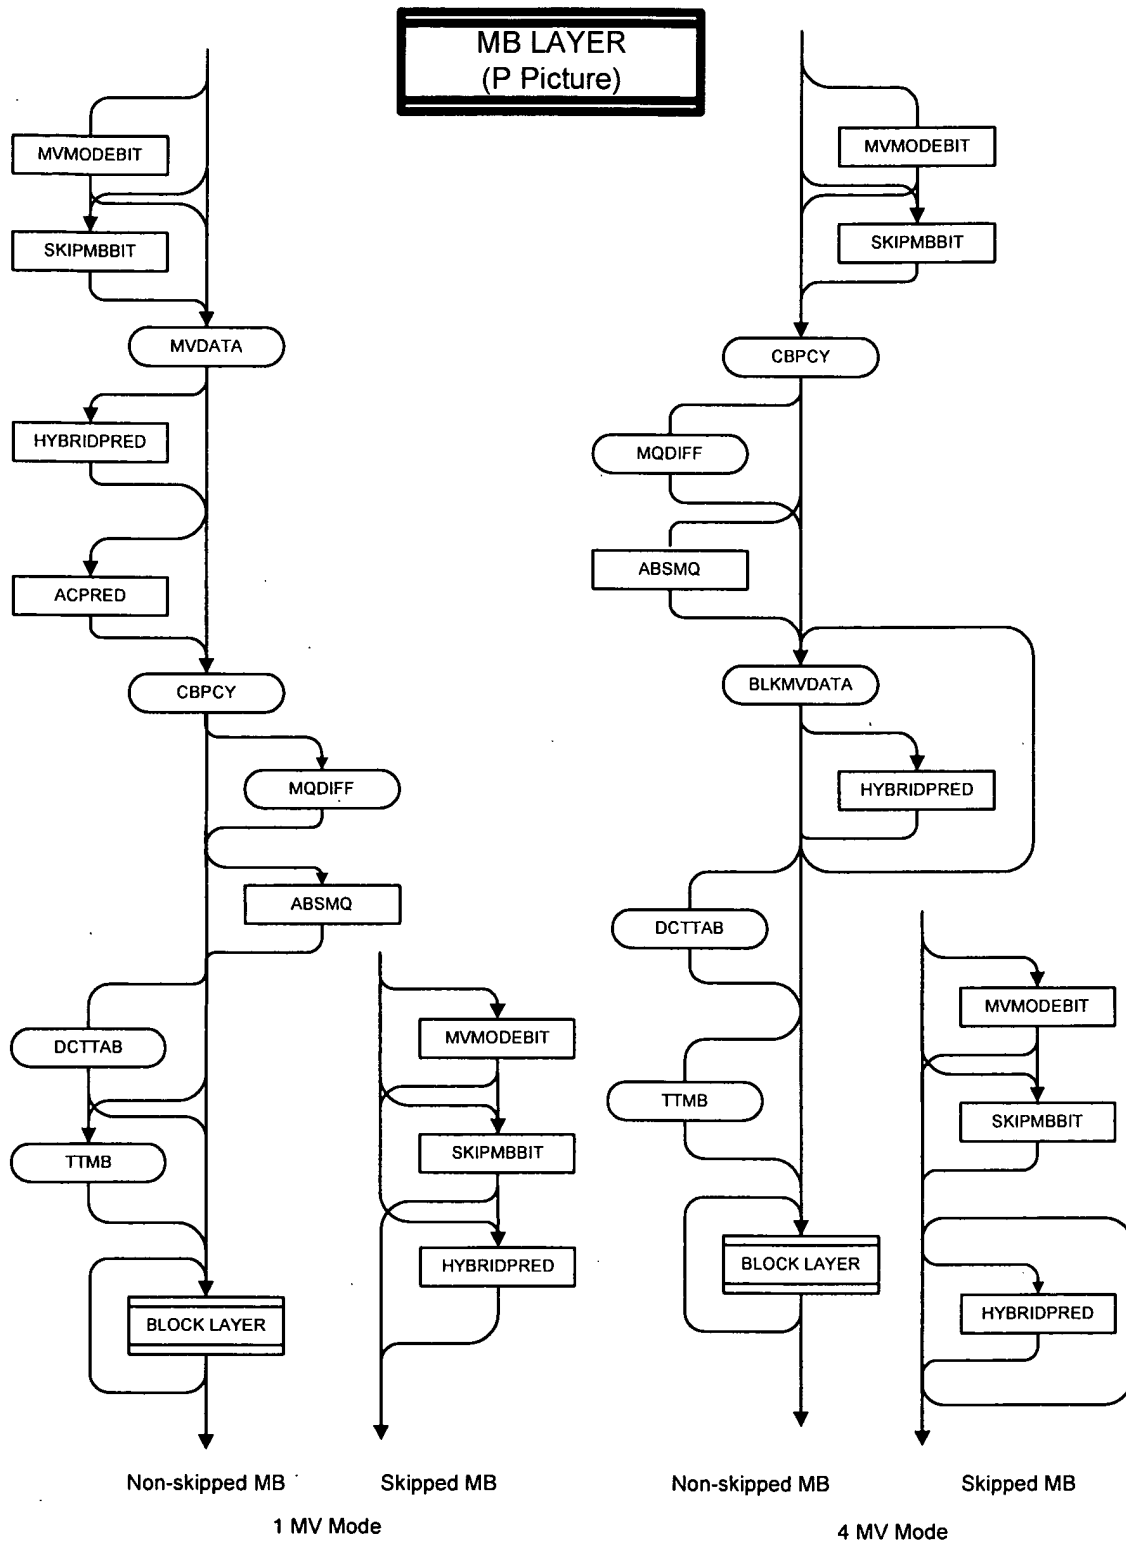 MB LAYER
(P Picture)
MVMODEBIT
SKIPMBBIT
MVDATA
HYBRIDPRED
ACPRED
CBPCY
MQDIFF
ABSMQ
DCTTAB
TTMB
BLOCK LAYER
Non-skipped MB
MVMODEBIT
SKIPMBBIT
HYBRIDPRED
Skipped MB
1 MV Mode
MVMODEBIT
SKIPMBBIT
CBPCY
MQDIFF
ABSMQ
BLKMVDATA
HYBRIDPRED
DCTTAB
TTMB
BLOCK LAYER
Non-skipped MB
MVMODEBIT
SKIPMBBIT
HYBRIDPRED
Skipped MB
4 MV Mode